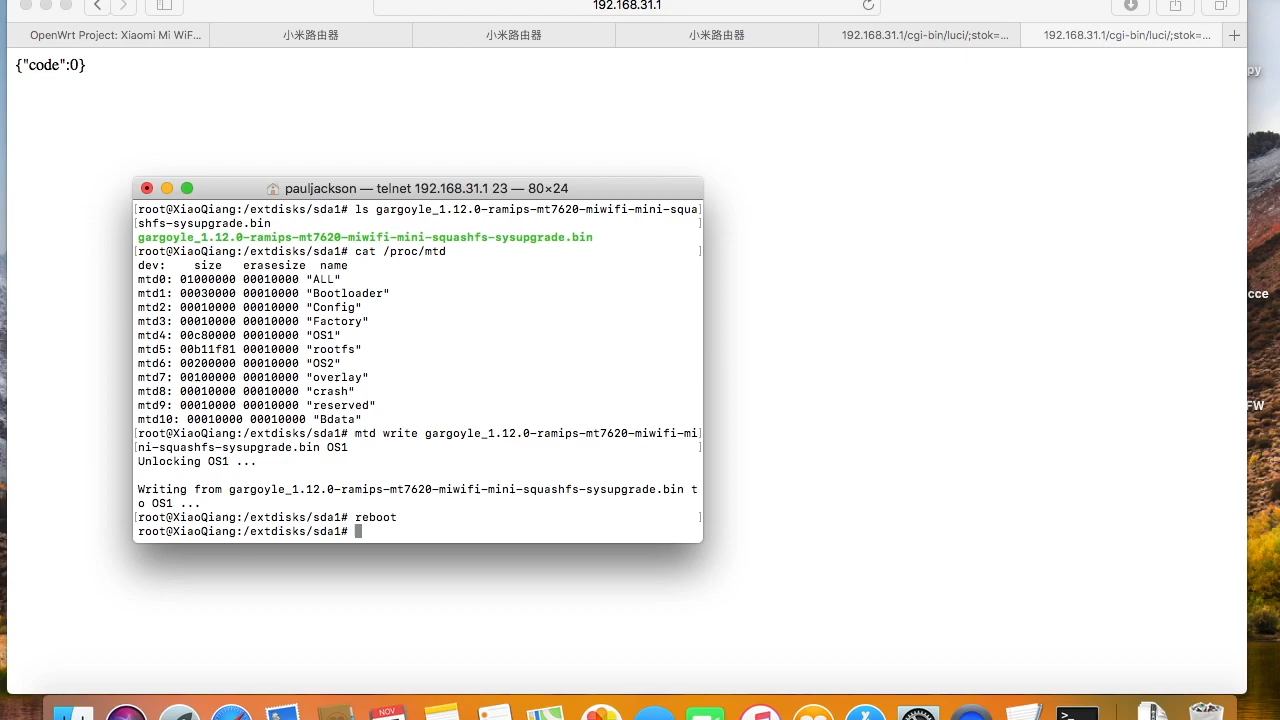 192.168.31.1
OpenWrt Project: Xiaomi Mi WiF...
小米路由器
小米路由器
小米路由器
192.168.31.1/cgi-bin/luci/;stok=...
192.168.31.1/cgi-bin/luci/;stok=...
{"code":0}
py
cce
FW
pauljackson — telnet 192.168.31.1 23 — 80×24
[root@XiaoQiang:/extdisks/sda1# ls gargoyle_1.12.0-ramips-mt7620-miwifi-mini-squa]
[shfs-sysupgrade.bin ]
gargoyle_1.12.0-ramips-mt7620-miwifi-mini-squashfs-sysupgrade.bin
[root@XiaoQiang:/extdisks/sda1# cat /proc/mtd ]
dev: size erasesize name
mtd0: 01000000 00010000 "ALL"
mtd1: 00030000 00010000 "Bootloader"
mtd2: 00010000 00010000 "Config"
mtd3: 00010000 00010000 "Factory"
mtd4: 00c80000 00010000 "OS1"
mtd5: 00b11f81 00010000 "rootfs"
mtd6: 00200000 00010000 "OS2"
mtd7: 00100000 00010000 "overlay"
mtd8: 00010000 00010000 "crash"
mtd9: 00010000 00010000 "reserved"
mtd10: 00010000 00010000 "Bdata"
[root@XiaoQiang:/extdisks/sda1# mtd write gargoyle_1.12.0-ramips-mt7620-miwifi-mi]
[ni-squashfs-sysupgrade.bin OS1 ]
Unlocking OS1 ...
Writing from gargoyle_1.12.0-ramips-mt7620-miwifi-mini-squashfs-sysupgrade.bin t
o OS1 ...
[root@XiaoQiang:/extdisks/sda1# reboot ]
root@XiaoQiang:/extdisks/sda1#
NOV